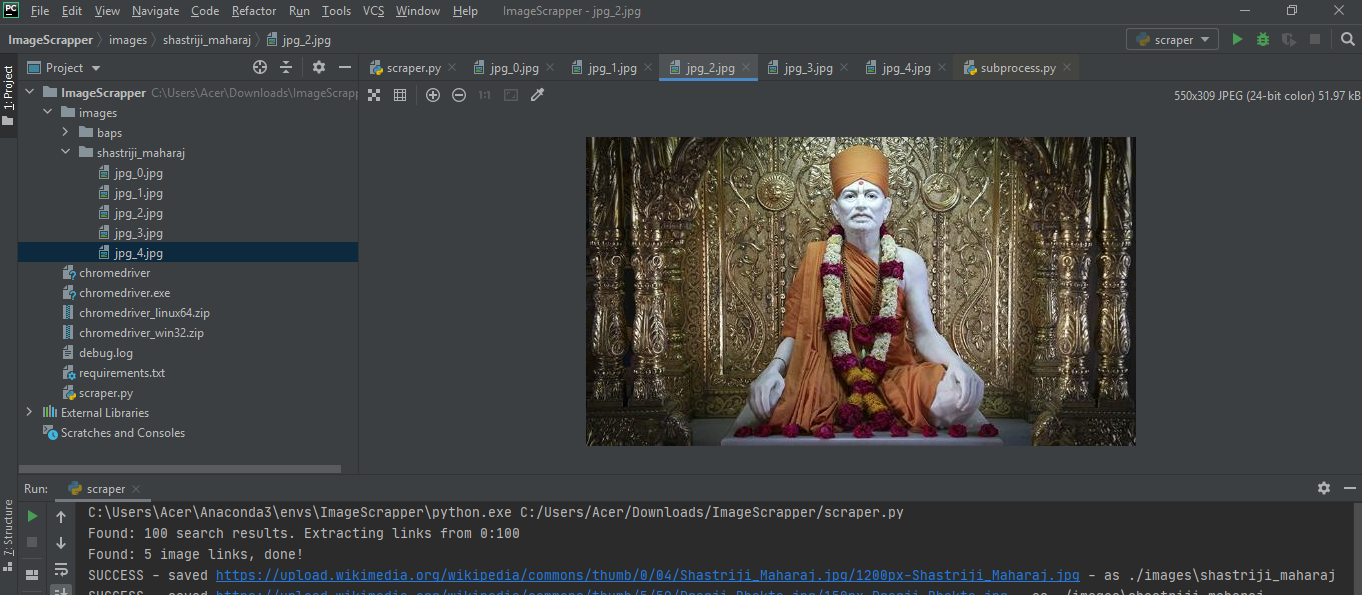 PC File Edit View Navigate Code Refactor Run Tools VCS Window Help ImageScrapper - jpg_2.jpg
ImageScrapper images shastriji_maharaj jpg_2.jpg scraper
1: Project
Project
scraper.py jpg_0.jpg jpg_1.jpg jpg_2.jpg jpg_3.jpg jpg_4.jpg subprocess.py
1:1 550x309 JPEG (24-bit color) 51.97 kB
ImageScrapper C:\Users\Acer\Downloads\ImageScrapp
images
baps
shastriji_maharaj
jpg_0.jpg
jpg_1.jpg
jpg_2.jpg
jpg_3.jpg
jpg_4.jpg
chromedriver
chromedriver.exe
chromedriver_linux64.zip
chromedriver_win32.zip
debug.log
requirements.txt
scraper.py
External Libraries
Scratches and Consoles
Run: scraper
7: Structure
C:\Users\Acer\Anaconda3\envs\ImageScrapper\python.exe C:/Users/Acer/Downloads/ImageScrapper/scraper.py
Found: 100 search results. Extracting links from 0:100
Found: 5 image links, done!
SUCCESS - saved https://upload.wikimedia.org/wikipedia/commons/thumb/0/04/Shastriji_Maharaj.jpg/1200px-Shastriji_Maharaj.jpg - as ./images\shastriji_maharaj